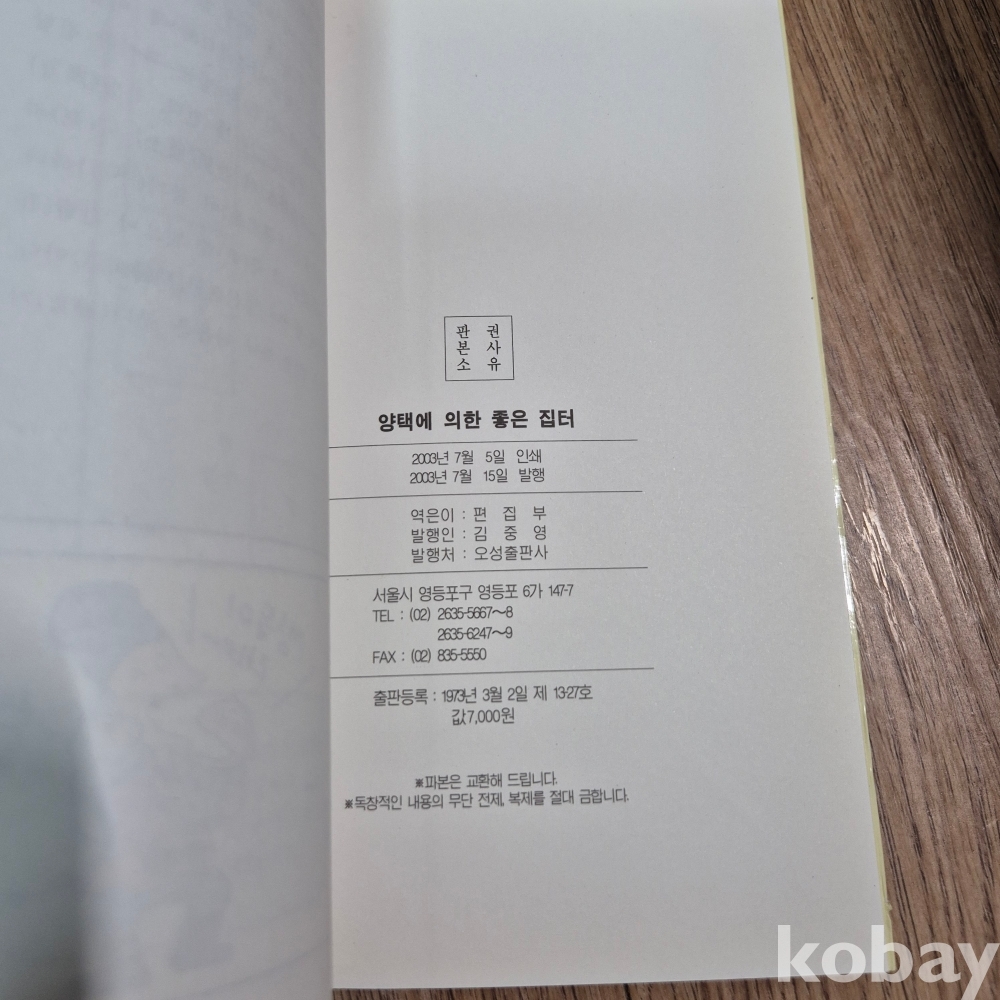 판 권
본 사
소 유
양택에 의한 좋은 집터
2003년 7월 5일 인쇄
2003년 7월 15일 발행
역은이 : 편 집 부
발행인 : 김 중 영
발행처 : 오성출판사
서울시 영등포구 영등포 6가 147-7
TEL : (02) 2635-5667~8
2635-6247~9
FAX : (02) 835-5550
출판등록 : 1973년 3월 2일 제 13-27호
값 7,000원
※파본은 교환해 드립니다.
※독창적인 내용의 무단 전제, 복제를 절대 금합니다.
kobay